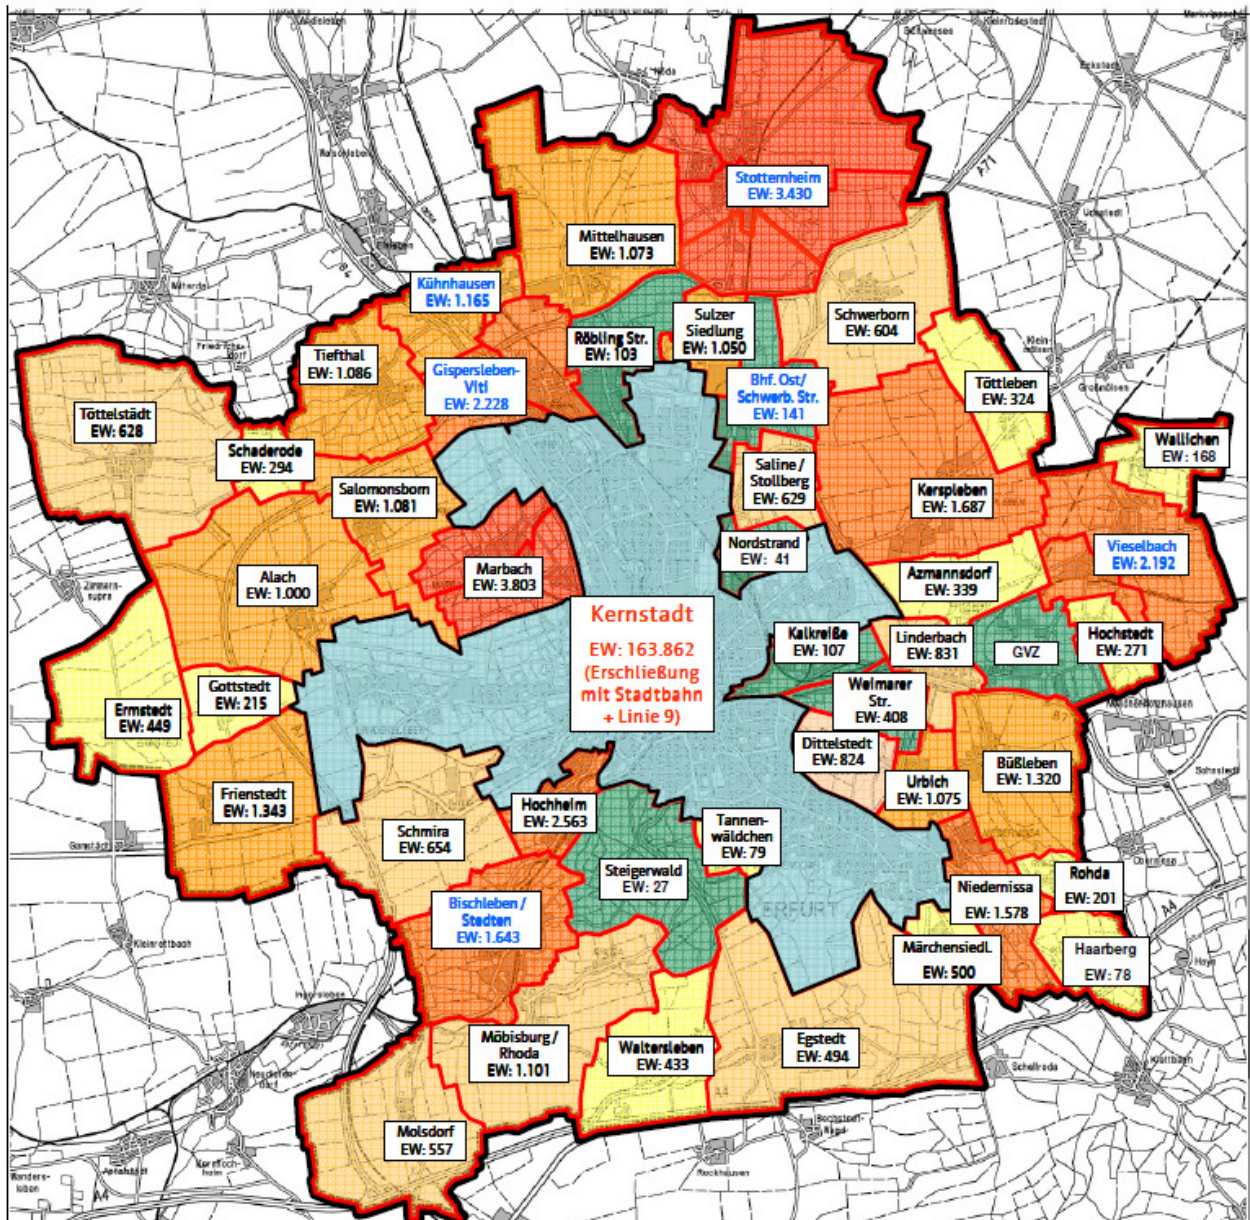 Eckstedt
A71
Stotternheim
EW: 3.430
Mittelhausen
EW: 1.073
Kühnhausen
EW: 1.165
Schwerborn
EW: 604
Sulzer
Siedlung
EW: 1.050
Röbling Str.
EW: 103
Tiefthal
EW: 1.086
Gispersleben-
Viti
EW: 2.228
Bhf. Ost/
Schwerb. Str.
EW: 141
Töttleben
EW: 324
Töttelstädt
EW: 628
Schaderode
EW: 294
Wallichen
EW: 168
Salomonsborn
EW: 1.081
Saline /
Stollberg
EW: 629
Kerspleben
EW: 1.687
Nordstrand
EW: 41
Vieselbach
EW: 2.192
Marbach
EW: 3.803
Alach
EW: 1.000
Azmannsdorf
EW: 339
Kernstadt
EW: 163.862
(Erschließung
mit Stadtbahn
+ Linie 9)
Kalkreiße
EW: 107
Linderbach
EW: 831
GVZ
Hochstedt
EW: 271
Weimarer
Str.
EW: 408
Gottstedt
EW: 215
Ermstedt
EW: 449
Dittelstedt
EW: 824
Büßleben
EW: 1.320
Urbich
EW: 1.075
Frienstedt
EW: 1.343
Hochheim
EW: 2.563
Schmira
EW: 654
Tannen-
wäldchen
EW: 79
Steigerwald
EW: 27
Rohda
EW: 201
Niedernissa
EW: 1.578
Bischleben /
Stedten
EW: 1.643
ERFURT
Märchensiedl.
EW: 500
Haarberg
EW: 78
A4
Möbisburg /
Rhoda
EW: 1.101
Waltersleben
EW: 433
Egstedt
EW: 494
Schellroda
Klettbach
Molsdorf
EW: 557
Rockhausen
A4